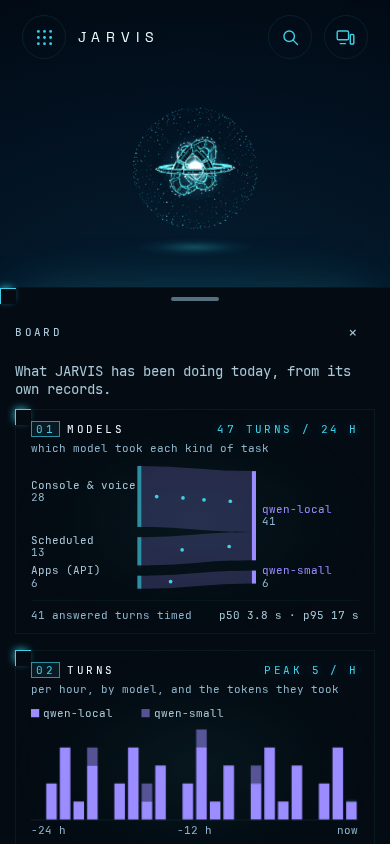 JARVIS
BOARD ×
What JARVIS has been doing today, from its
own records.
01 MODELS 47 TURNS / 24 H
which model took each kind of task
Console & voice
28
qwen-local
41
Scheduled
13
Apps (API)
6
qwen-small
6
41 answered turns timed p50 3.8 s · p95 17 s
02 TURNS PEAK 5 / H
per hour, by model, and the tokens they took
qwen-local qwen-small
-24 h -12 h now